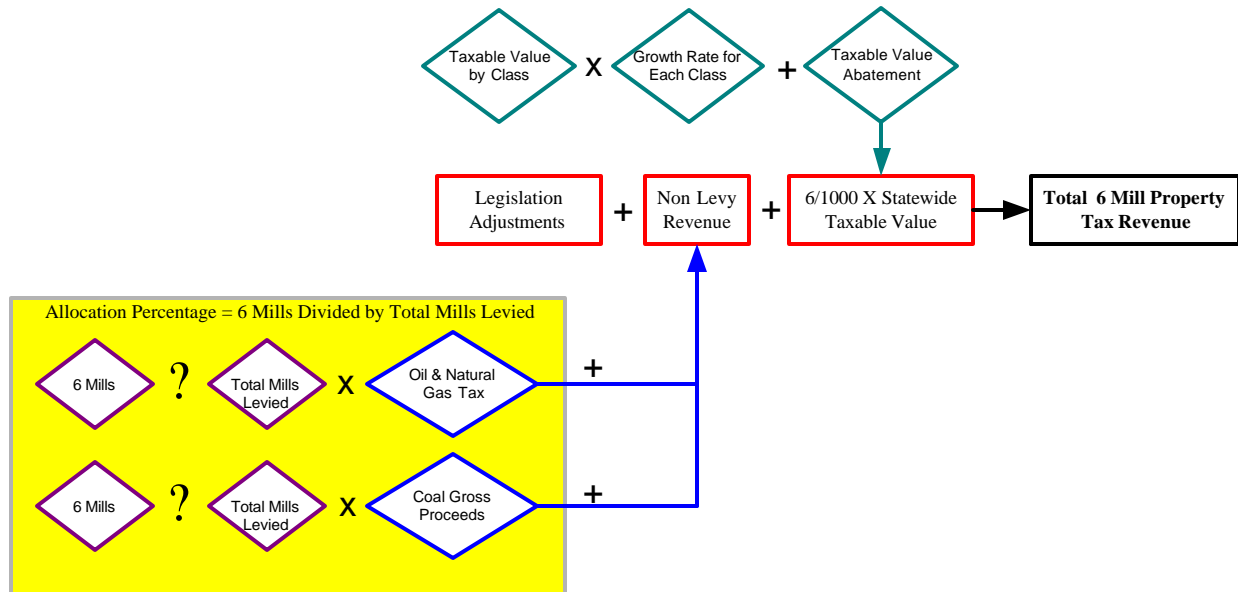 Taxable Value
by Class
X
Growth Rate for
Each Class
+
Taxable Value
Abatement
Legislation
Adjustments
+
Non Levy
Revenue
+
6/1000 X Statewide
Taxable Value
Total 6 Mill Property
Tax Revenue
Allocation Percentage = 6 Mills Divided by Total Mills Levied
6 Mills
?
Total Mills
Levied
X
Oil & Natural
Gas Tax
+
6 Mills
?
Total Mills
Levied
X
Coal Gross
Proceeds
+